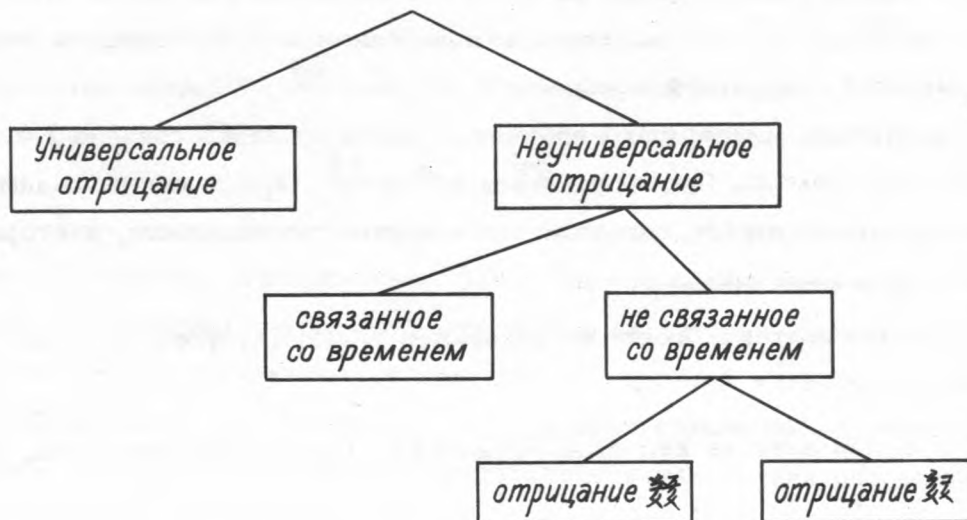 Универсальное
отрицание
Неуниверсальное
отрицание
связанное
со временем
не связанное
со временем
отрицание
отрицание